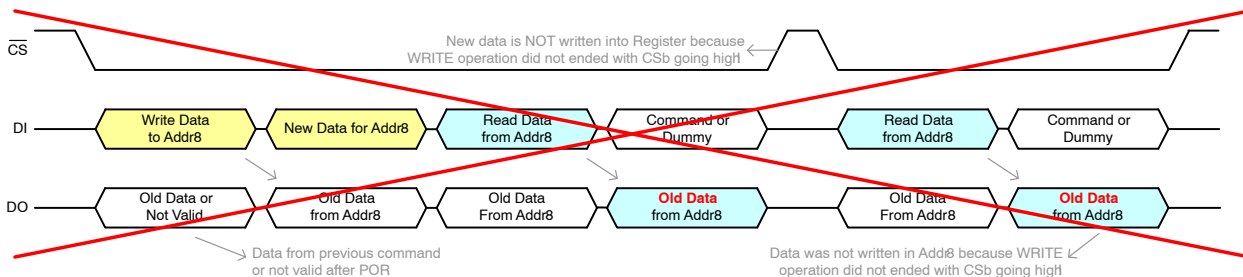 New data is NOT written into Register because
WRITE operation did not ended with CSb going high
CS
DI
Write Data
to Addr8
New Data for Addr8
Read Data
from Addr8
Command or
Dummy
Read Data
from Addr8
Command or
Dummy
DO
Old Data or
Not Valid
Old Data
from Addr8
Old Data
From Addr8
Old Data
from Addr8
Old Data
From Addr8
Old Data
from Addr8
Data from previous command
or not valid after POR
Data was not written in Addr8 because WRITE
operation did not ended with CSb going high